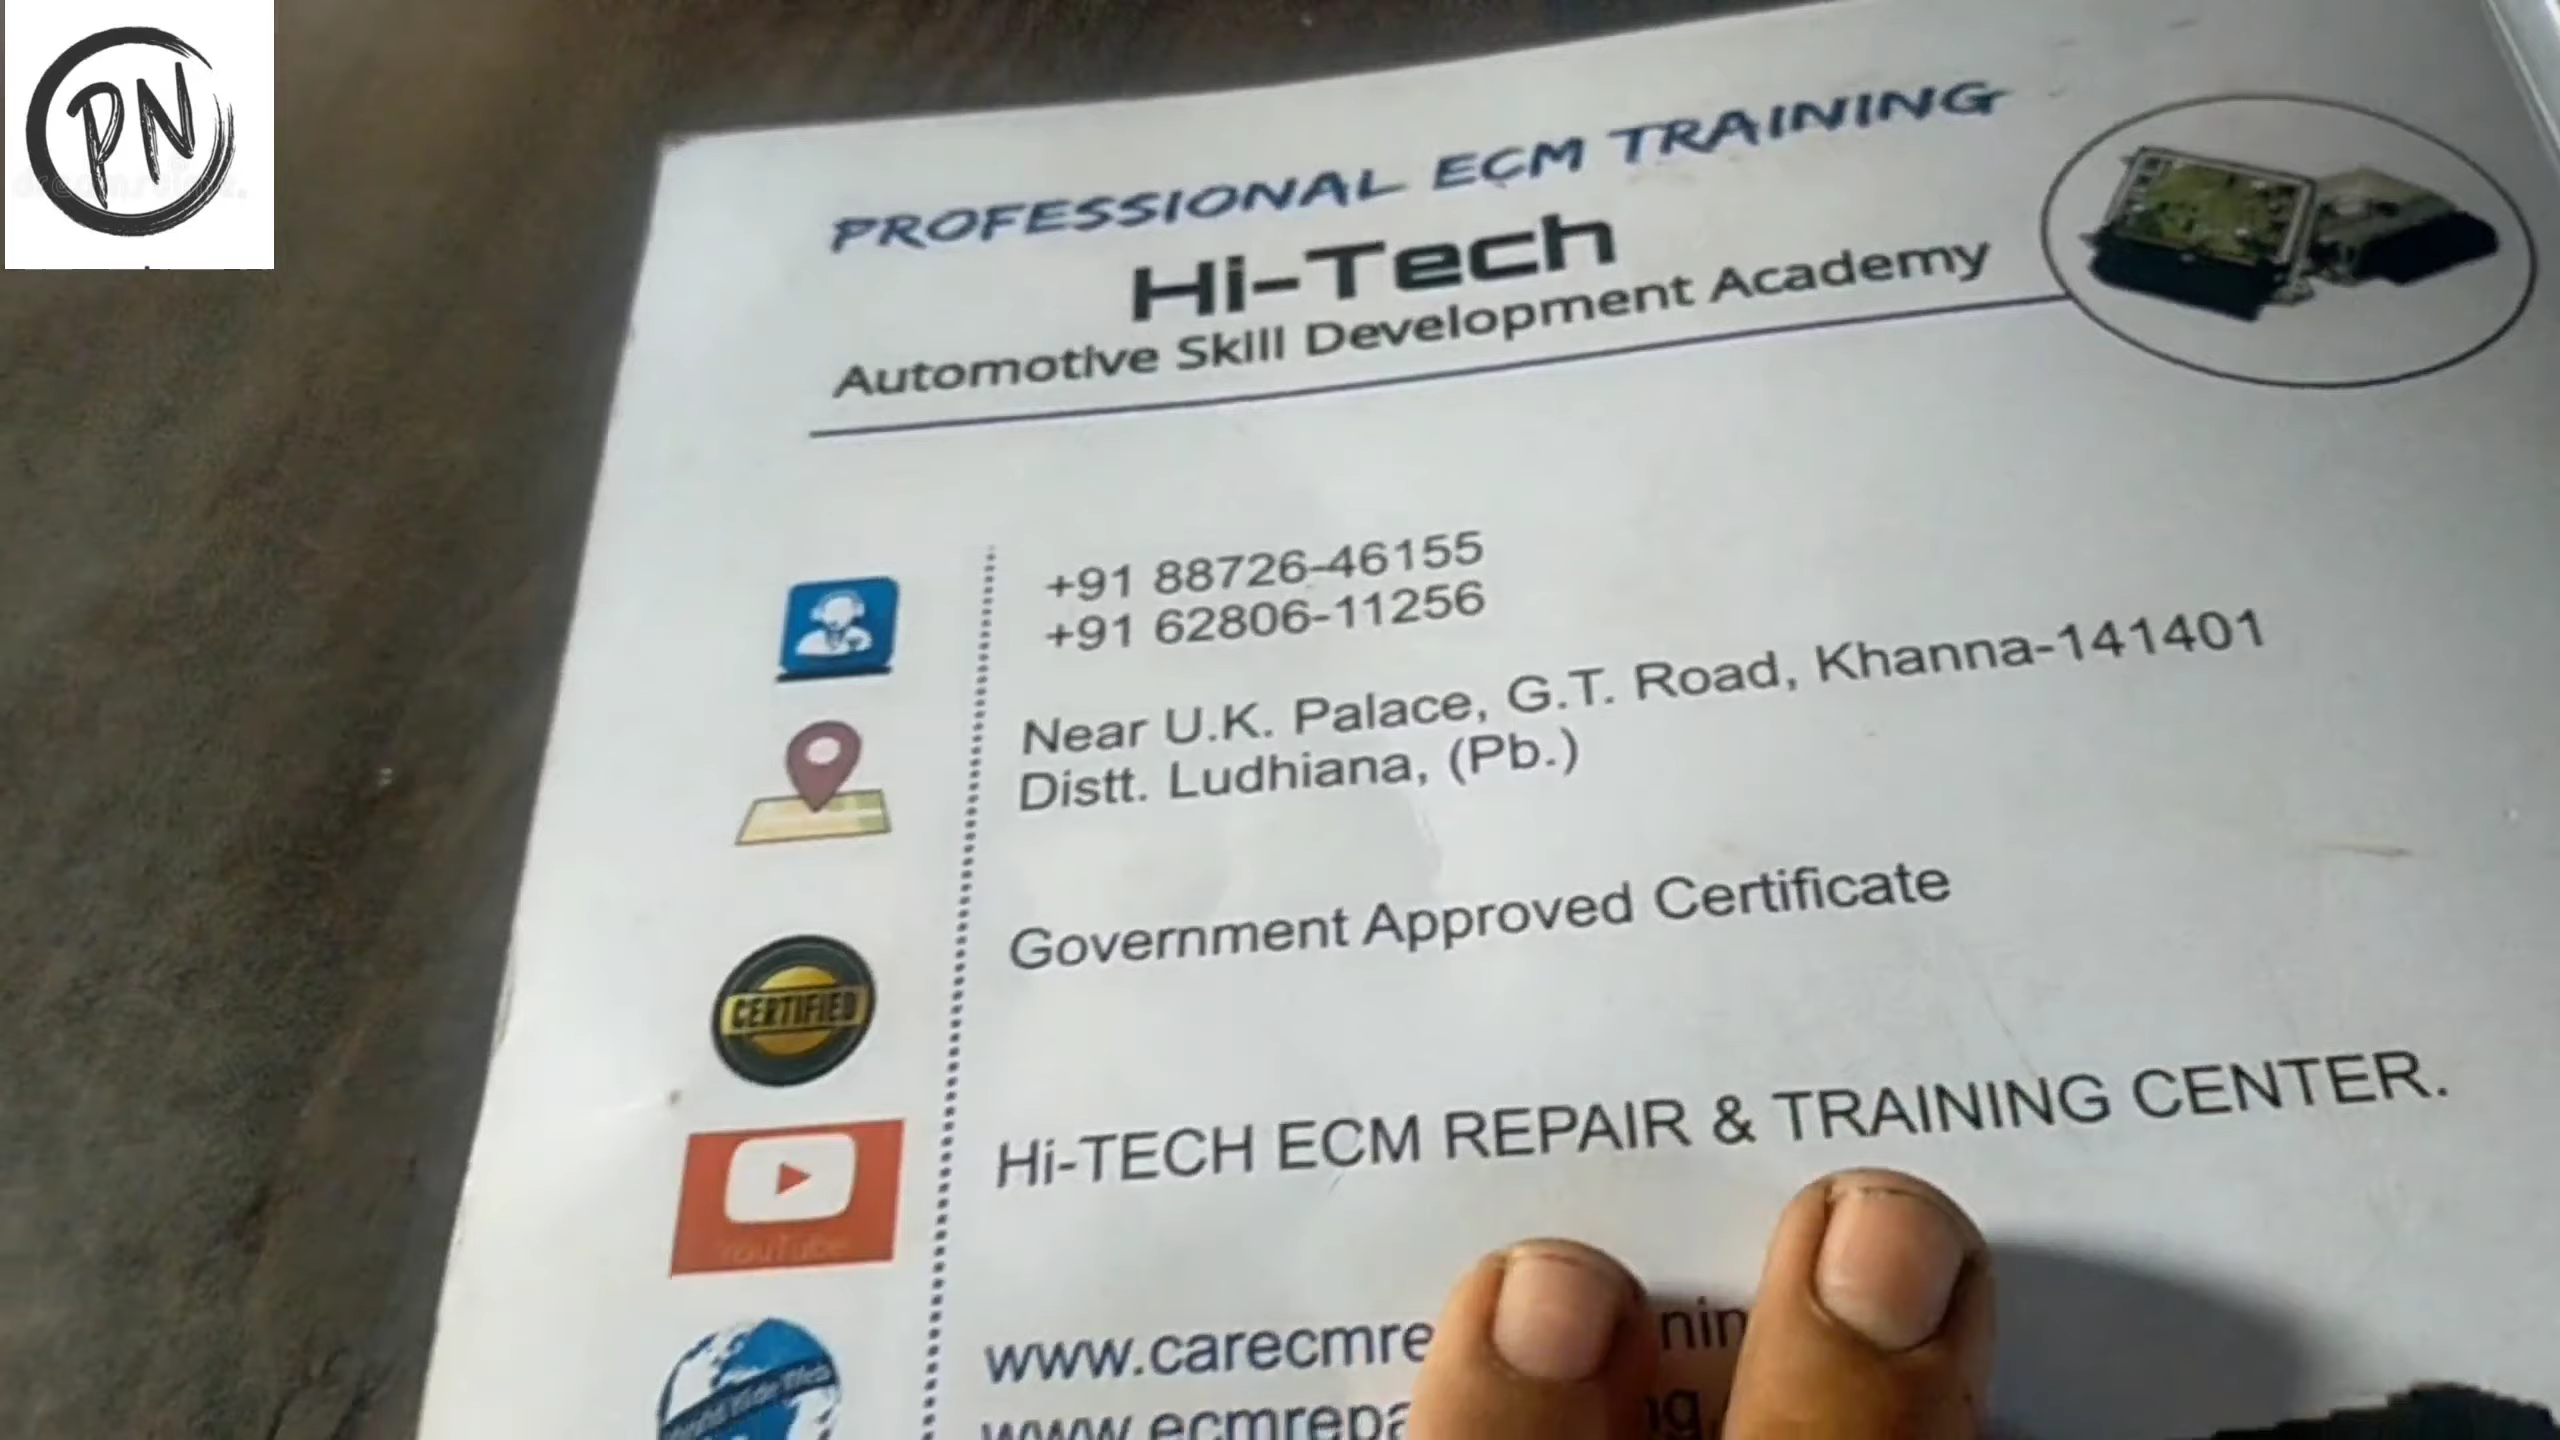 PN
PROFESSIONAL ECM TRAINING
Hi-Tech
Automotive Skill Development Academy
+91 88726-46155
+91 62806-11256
Near U.K. Palace, G.T. Road, Khanna-141401
Distt. Ludhiana, (Pb.)
Government Approved Certificate
CERTIFIED
Hi-TECH ECM REPAIR & TRAINING CENTER.
YouTube